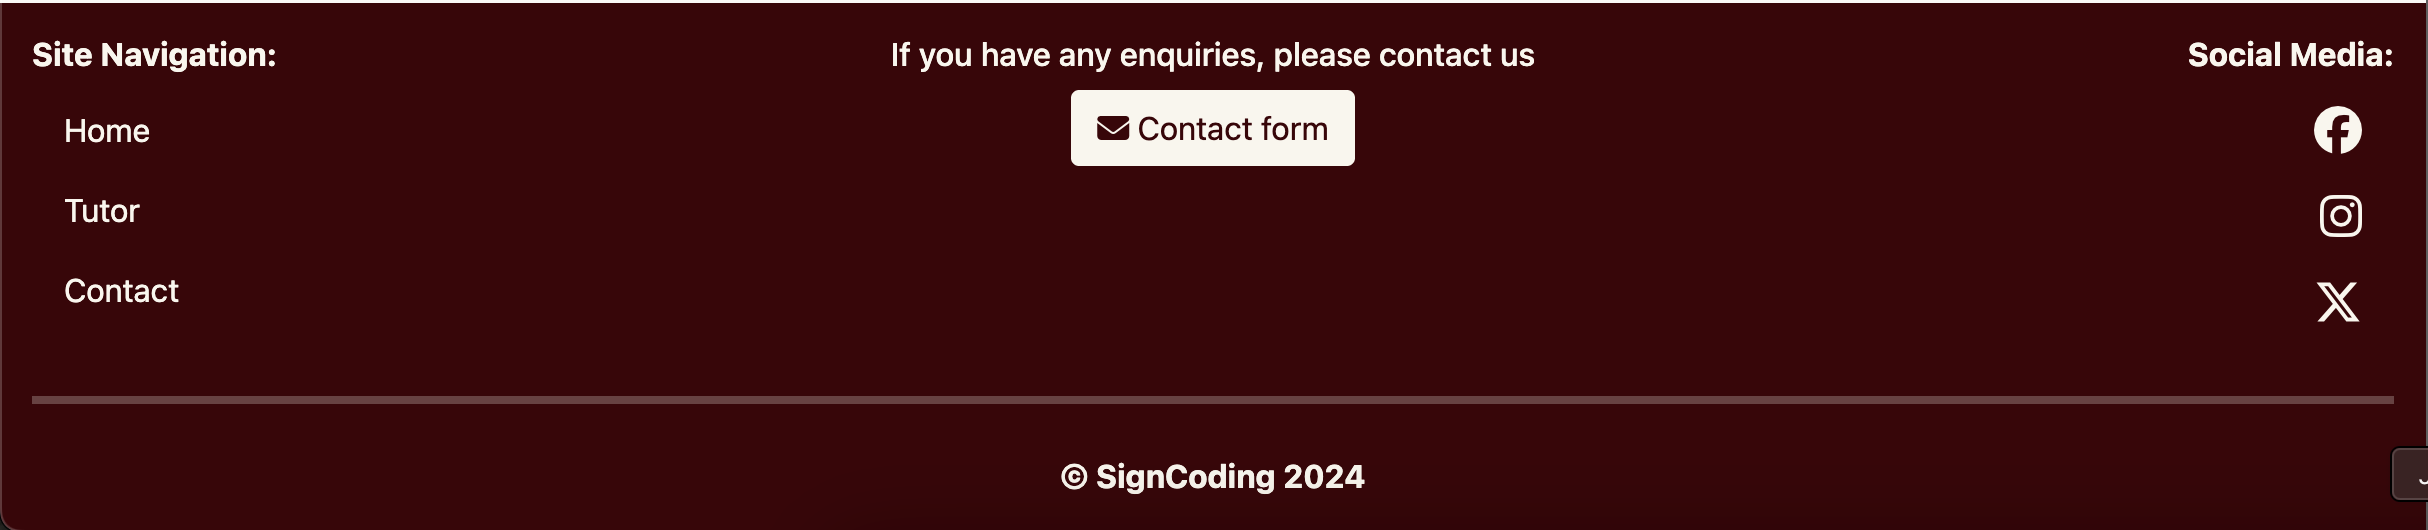 Site Navigation:
Home
Tutor
Contact
If you have any enquiries, please contact us
Contact form
Social Media:
© SignCoding 2024